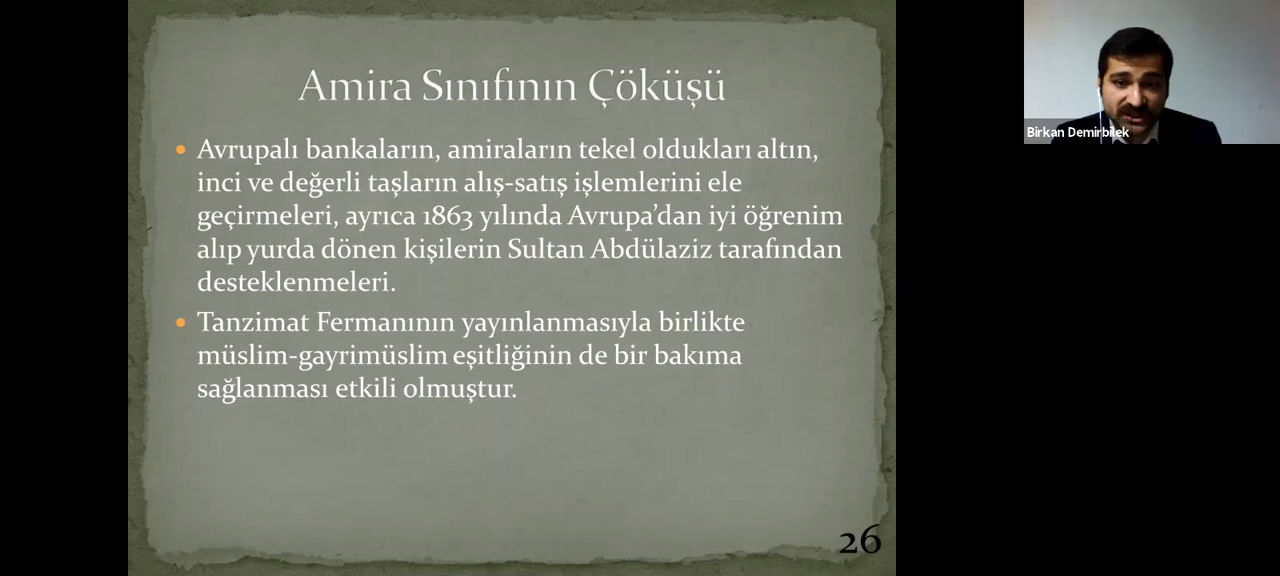 Amira Sınıfının Çöküşü
Birkan Demirbilek
• Avrupalı bankaların, amiraların tekel oldukları altın,
inci ve değerli taşların alış-satış işlemlerini ele
geçirmeleri, ayrıca 1863 yılında Avrupa’dan iyi öğrenim
alıp yurda dönen kişilerin Sultan Abdülaziz tarafından
desteklenmeleri.
• Tanzimat Fermanının yayınlanmasıyla birlikte
müslim-gayrimüslim eşitliğinin de bir bakıma
sağlanması etkili olmuştur.
26